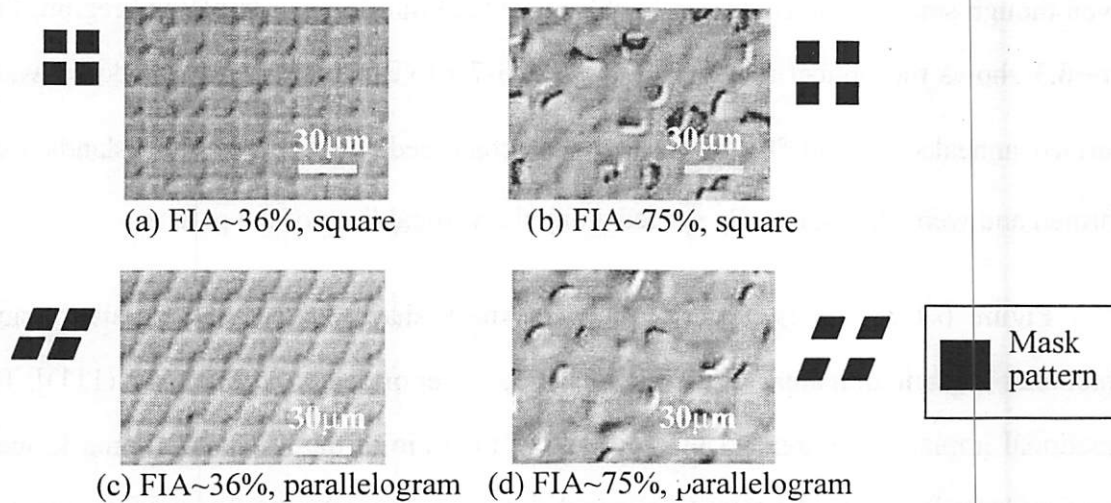 30μm
30μm
(a) FIA~36%, square
(b) FIA~75%, square
30μm
30μm
Mask
pattern
(c) FIA~36%, parallelogram
(d) FIA~75%, parallelogram